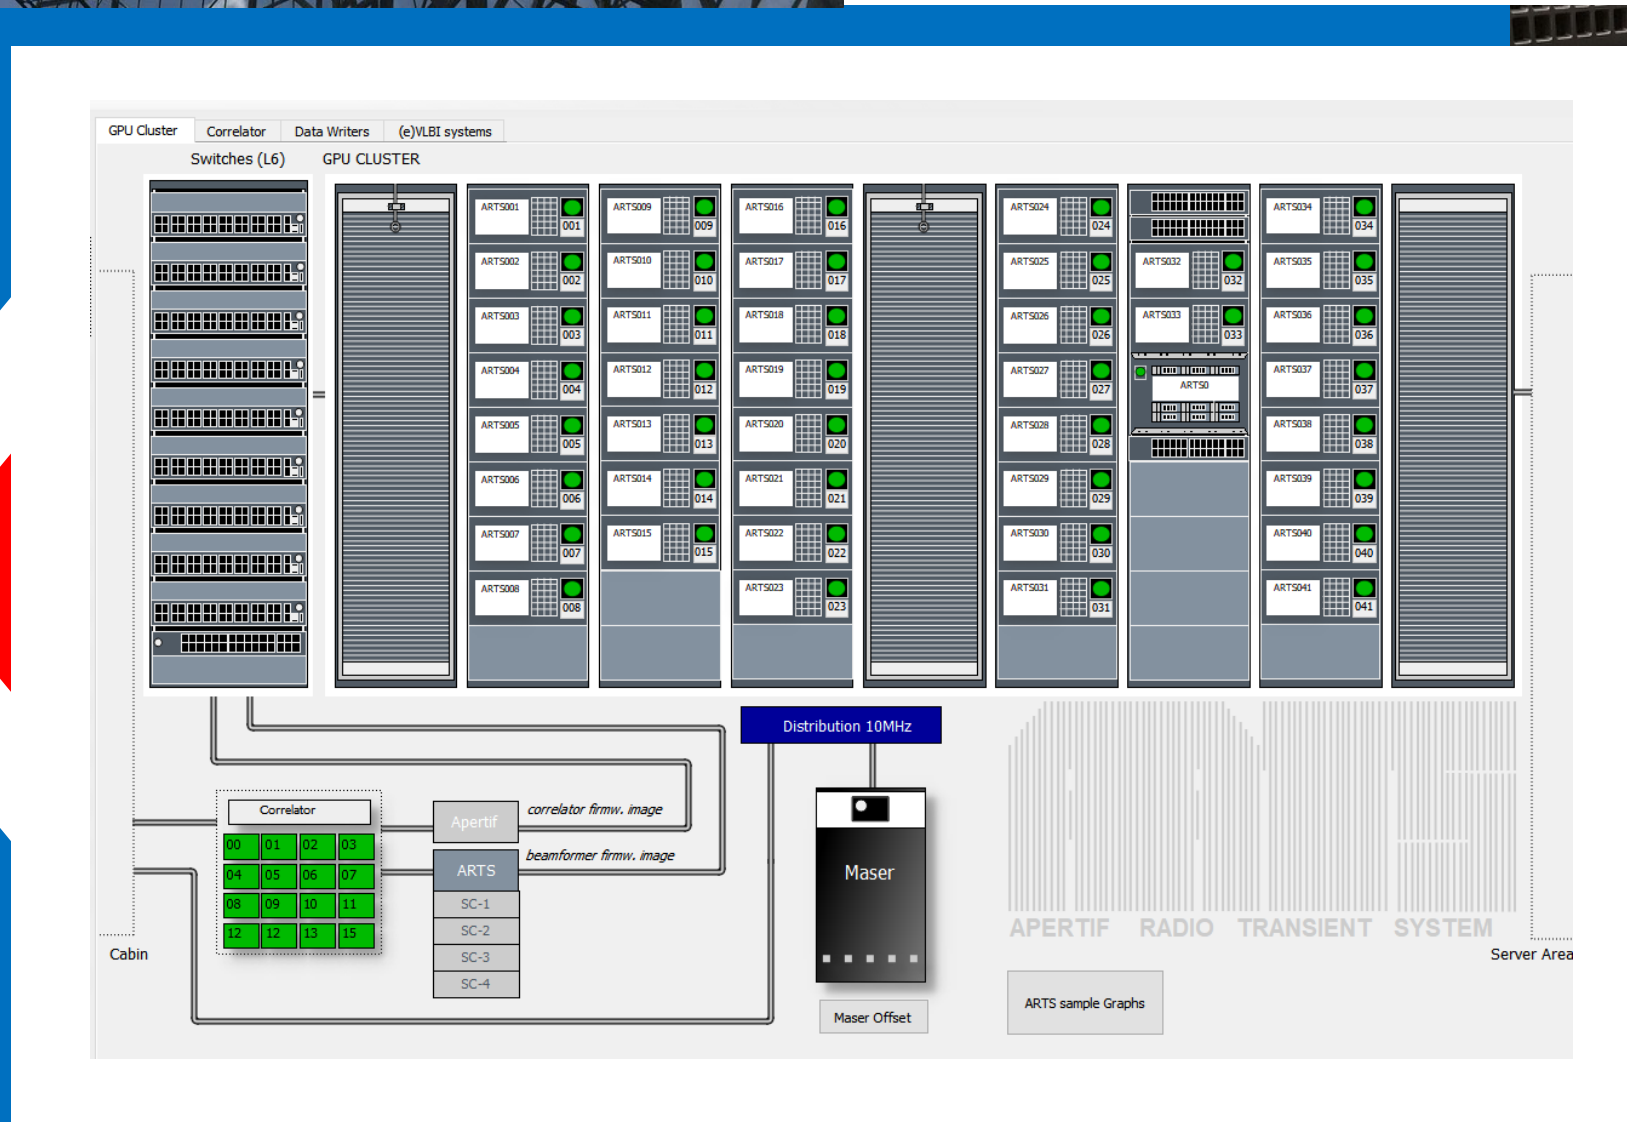 GPU Cluster
Correlator
Data Writers
(e)VLBI systems
Switches (L6)
GPU CLUSTER
ARTS001
001
ARTS002
002
ARTS003
003
ARTS004
004
ARTS005
005
ARTS006
006
ARTS007
007
ARTS008
008
ARTS009
009
ARTS010
010
ARTS011
011
ARTS012
012
ARTS013
013
ARTS014
014
ARTS015
015
ARTS016
016
ARTS017
017
ARTS018
018
ARTS019
019
ARTS020
020
ARTS021
021
ARTS022
022
ARTS023
023
ARTS024
024
ARTS025
025
ARTS026
026
ARTS027
027
ARTS028
028
ARTS029
029
ARTS030
030
ARTS031
031
ARTS032
032
ARTS033
033
ARTS0
ARTS034
034
ARTS035
035
ARTS036
036
ARTS037
037
ARTS038
038
ARTS039
039
ARTS040
040
ARTS041
041
Distribution 10MHz
Correlator
00 01 02 03
04 05 06 07
08 09 10 11
12 12 13 15
Apertif
correlator firmw. image
beamformer firmw. image
ARTS
SC-1
SC-2
SC-3
SC-4
Maser
Maser Offset
APERTIF RADIO TRANSIENT SYSTEM
ARTS sample Graphs
Cabin
Server Area